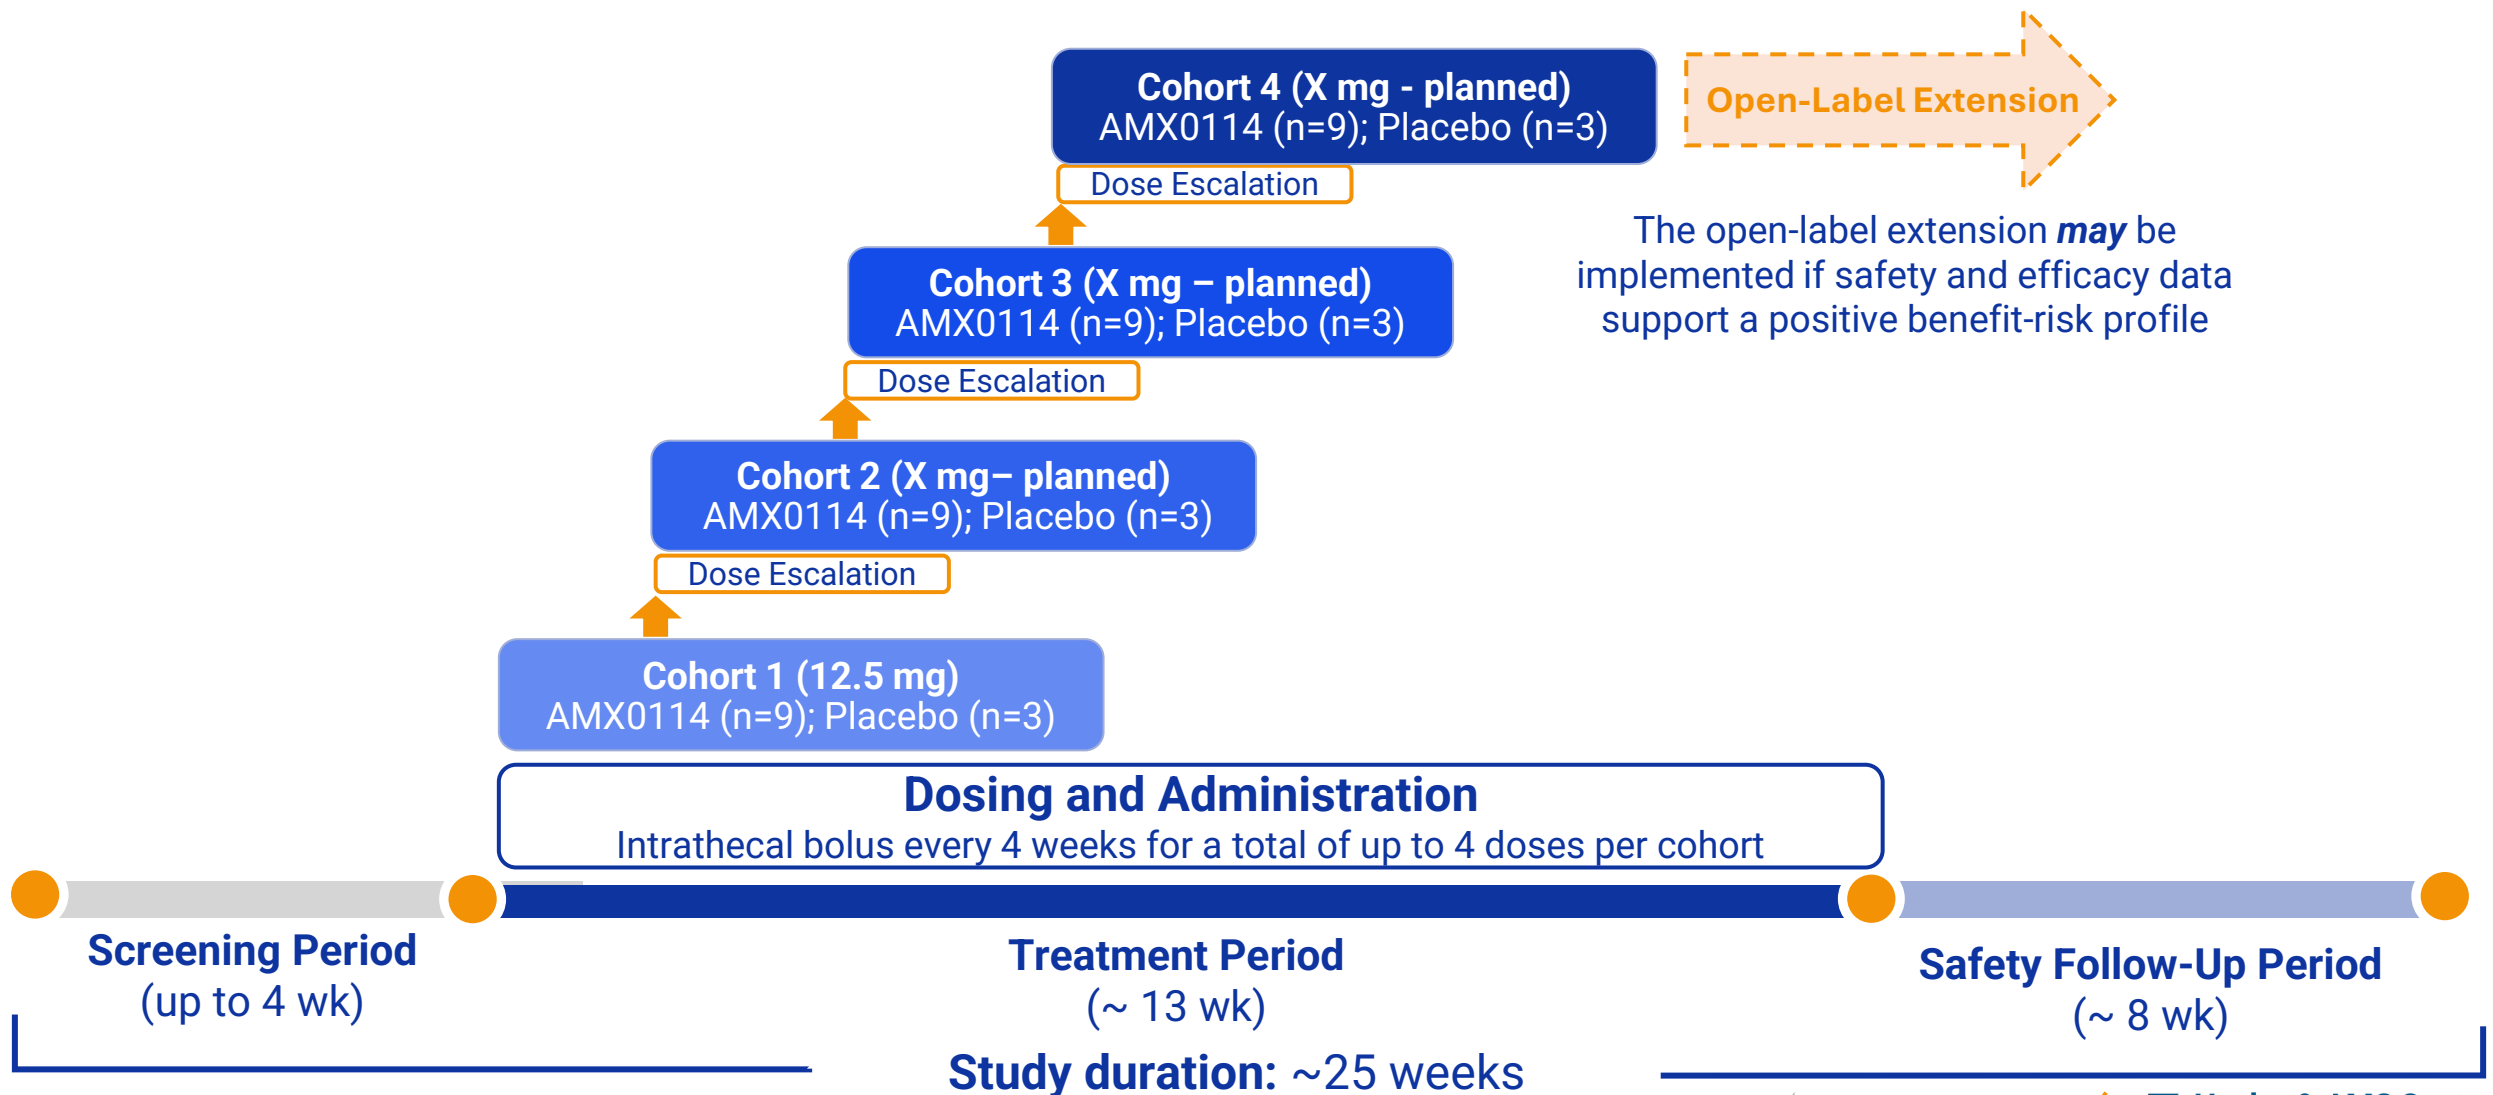 Cohort 4 (X mg - planned)
AMX0114 (n=9); Placebo (n=3)
Open-Label Extension
Dose Escalation
The open-label extension may be
implemented if safety and efficacy data
support a positive benefit-risk profile
Cohort 3 (X mg – planned)
AMX0114 (n=9); Placebo (n=3)
Dose Escalation
Cohort 2 (X mg– planned)
AMX0114 (n=9); Placebo (n=3)
Dose Escalation
Cohort 1 (12.5 mg)
AMX0114 (n=9); Placebo (n=3)
Dosing and Administration
Intrathecal bolus every 4 weeks for a total of up to 4 doses per cohort
Screening Period
(up to 4 wk)
Treatment Period
(~ 13 wk)
Safety Follow-Up Period
(~ 8 wk)
Study duration: ~25 weeks